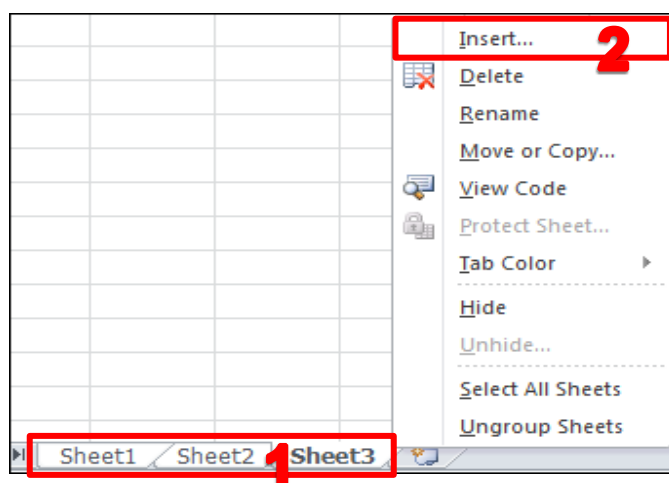 Insert...
2
Delete
Rename
Move or Copy...
View Code
Protect Sheet...
Tab Color
Hide
Unhide...
Select All Sheets
Ungroup Sheets
Sheet1 Sheet2 Sheet3
1